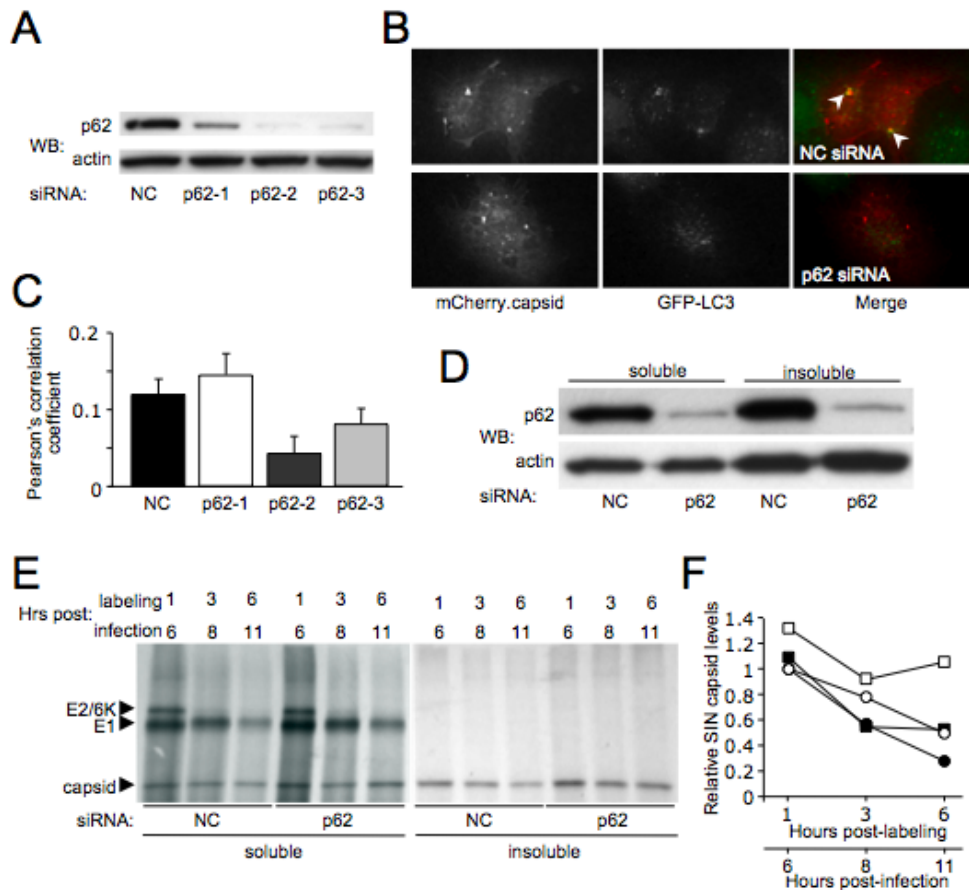 A
p62
WB:
actin
siRNA: NC p62-1 p62-2 p62-3
B
NC siRNA
p62 siRNA
mCherry.capsid GFP-LC3 Merge
C
Pearson's correlation
coefficient
0.2
0.1
0
NC p62-1 p62-2 p62-3
D
soluble insoluble
p62
WB:
actin
siRNA: NC p62 NC p62
E
Hrs post:
labeling 1 3 6 1 3 6 1 3 6 1 3 6
infection 6 8 11 6 8 11 6 8 11 6 8 11
E2/6K
E1
capsid
siRNA: NC p62 NC p62
soluble insoluble
F
Relative SIN capsid levels
1.4
1.2
1
0.8
0.6
0.4
0.2
0
1 3 6
Hours post-labeling
6 8 11
Hours post-infection